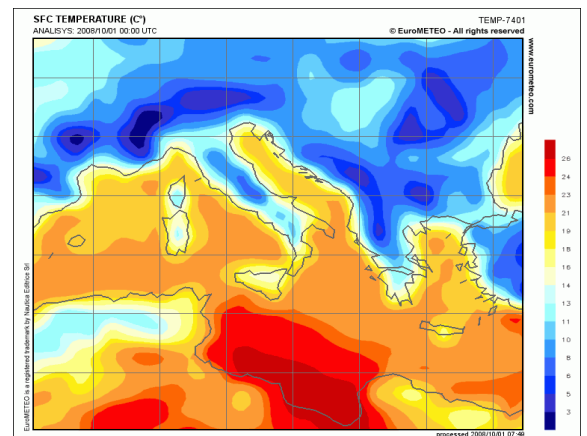 SFC TEMPERATURE (C°)
TEMP-7401
ANALISYS: 2008/10/01 00:00 UTC
© EuroMETEO - All rights reserved
www.eurometeo.com
EuroMETEO is a registered trademark by Nautica Editrice Srl
26
24
23
21
19
18
16
14
13
11
10
8
6
5
3
processed 2008/10/01 07:48